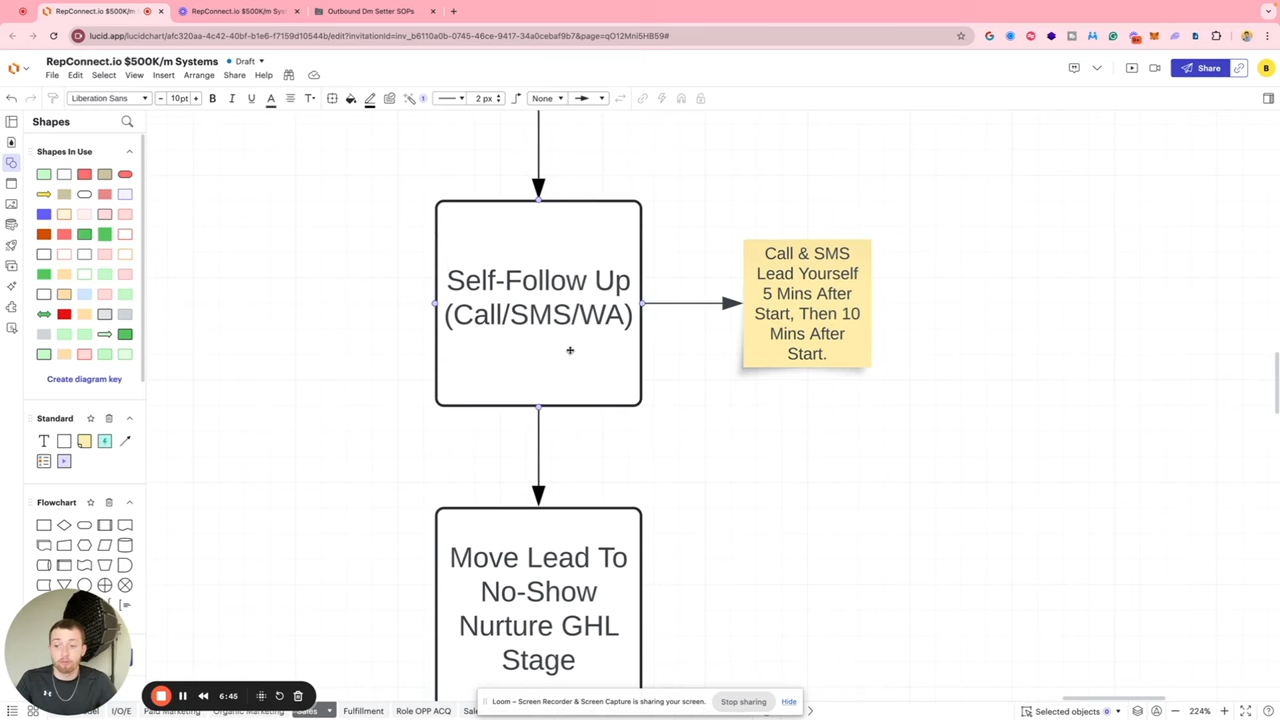 RepConnect.io $500K/m
RepConnect.io $500K/m Syst
Outbound Dm Setter SOPs
lucid.app/lucidchart/afc320aa-4c42-40bf-b1e6-f7159d10544b/edit?invitationId=inv_b6110a0b-0745-46ce-9417-34a0cebaf9b7&page=qO12Mni5HB59#
RepConnect.io $500K/m Systems
Draft
File Edit Select View Insert Arrange Share Help
Share
B
Liberation Sans
10pt
B I U A T
2 px
None
Shapes
Shapes In Use
Create diagram key
Standard
T
Flowchart
Self-Follow Up
(Call/SMS/WA)
Call & SMS
Lead Yourself
5 Mins After
Start, Then 10
Mins After
Start.
Move Lead To
No-Show
Nurture GHL
Stage
6:45
Loom – Screen Recorder & Screen Capture is sharing your screen.
Stop sharing
Hide
I/O/E
Paid Marketing
Organic Marketing
Sales
Fulfillment
Role OPP ACQ
Selected objects
224%